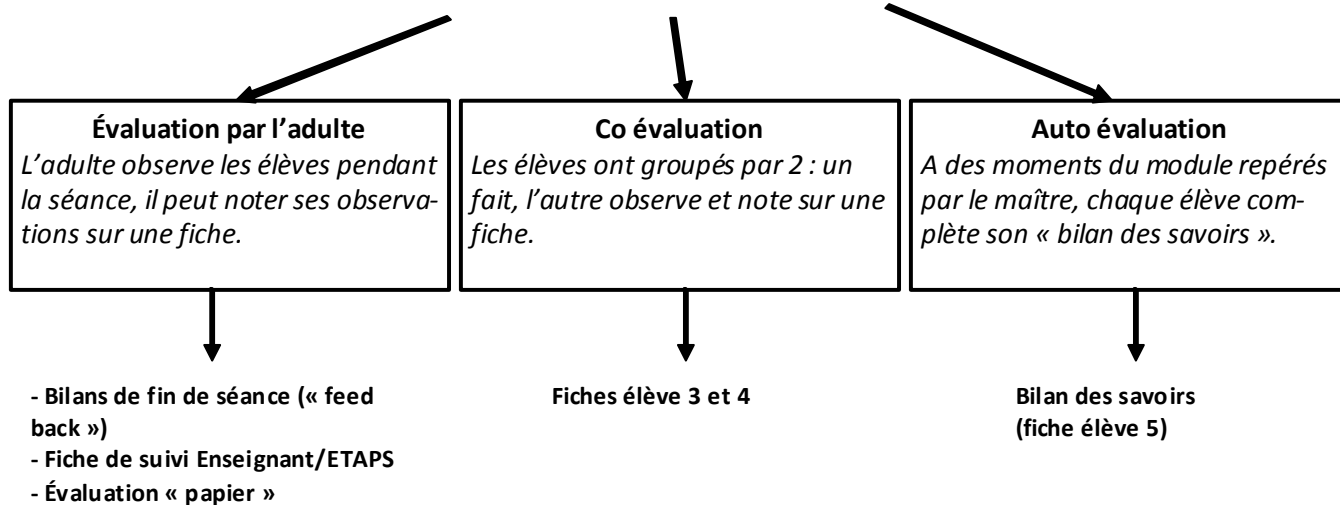 Évaluation par l’adulte
L’adulte observe les élèves pendant
la séance, il peut noter ses observa-
tions sur une fiche.
Co évaluation
Les élèves ont groupés par 2 : un
fait, l’autre observe et note sur une
fiche.
Auto évaluation
A des moments du module repérés
par le maître, chaque élève com-
plète son « bilan des savoirs ».
- Bilans de fin de séance (« feed
back »)
- Fiche de suivi Enseignant/ETAPS
- Évaluation « papier »
Fiches élève 3 et 4
Bilan des savoirs
(fiche élève 5)